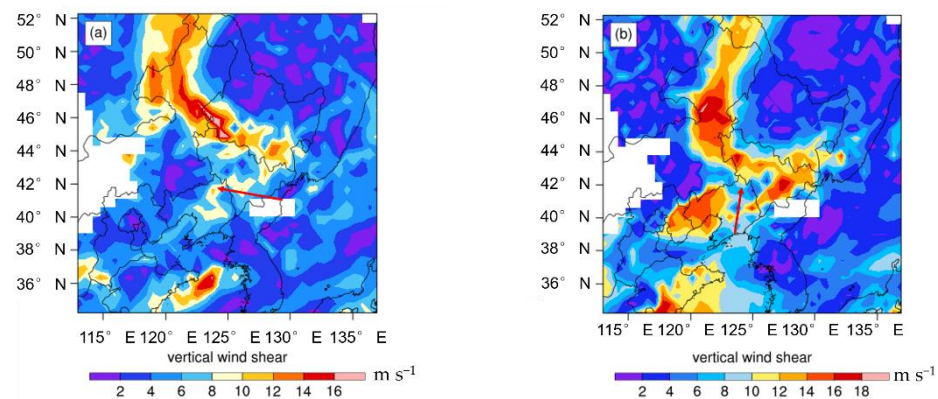 (a)
52° N
50° N
48° N
46° N
44° N
42° N
40° N
38° N
36° N
115° E 120° E 125° E 130° E
vertical wind shear
2 4 6 8 10 12 14 16 m s⁻¹
(b)
52° N
50° N
48° N
46° N
44° N
42° N
40° N
38° N
36° N
115° E 120° E 125° E 130° E 135° E
vertical wind shear
2 4 6 8 10 12 14 16 18 m s⁻¹